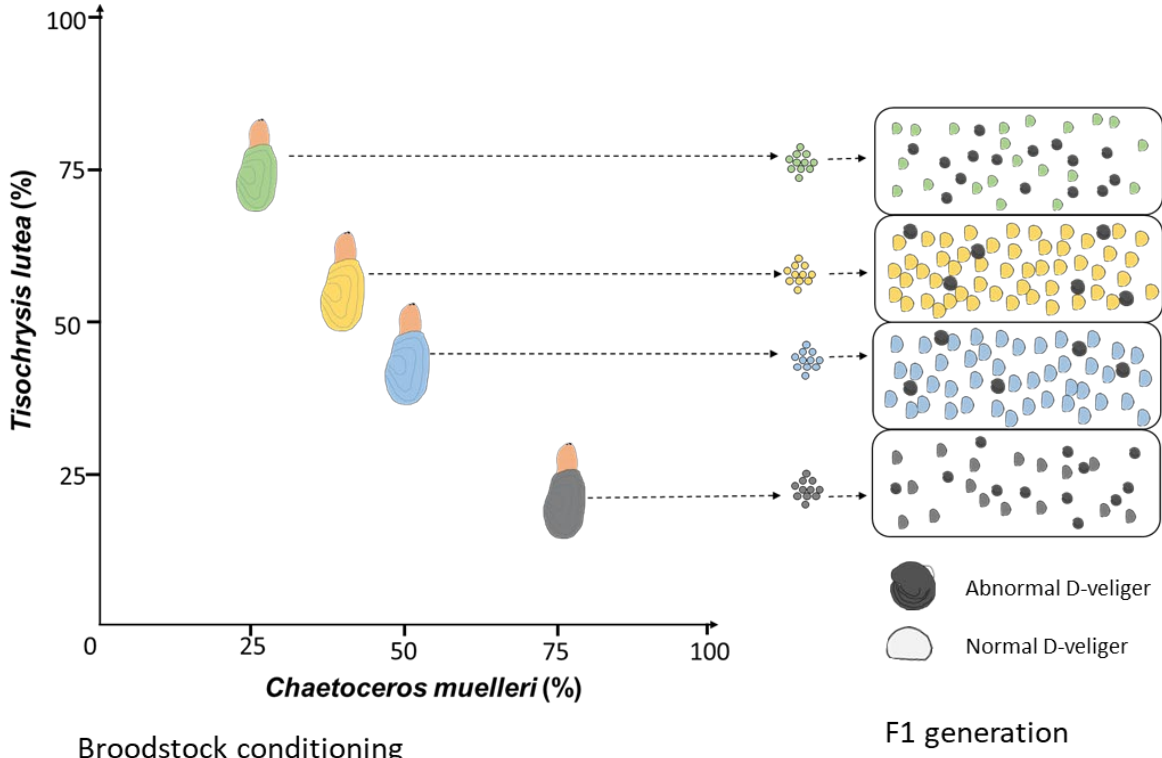 100
75
50
25
0
25
50
75
100
Tisochrysis lutea (%)
Chaetoceros muelleri (%)
Abnormal D-veliger
Normal D-veliger
Broodstock conditioning
F1 generation